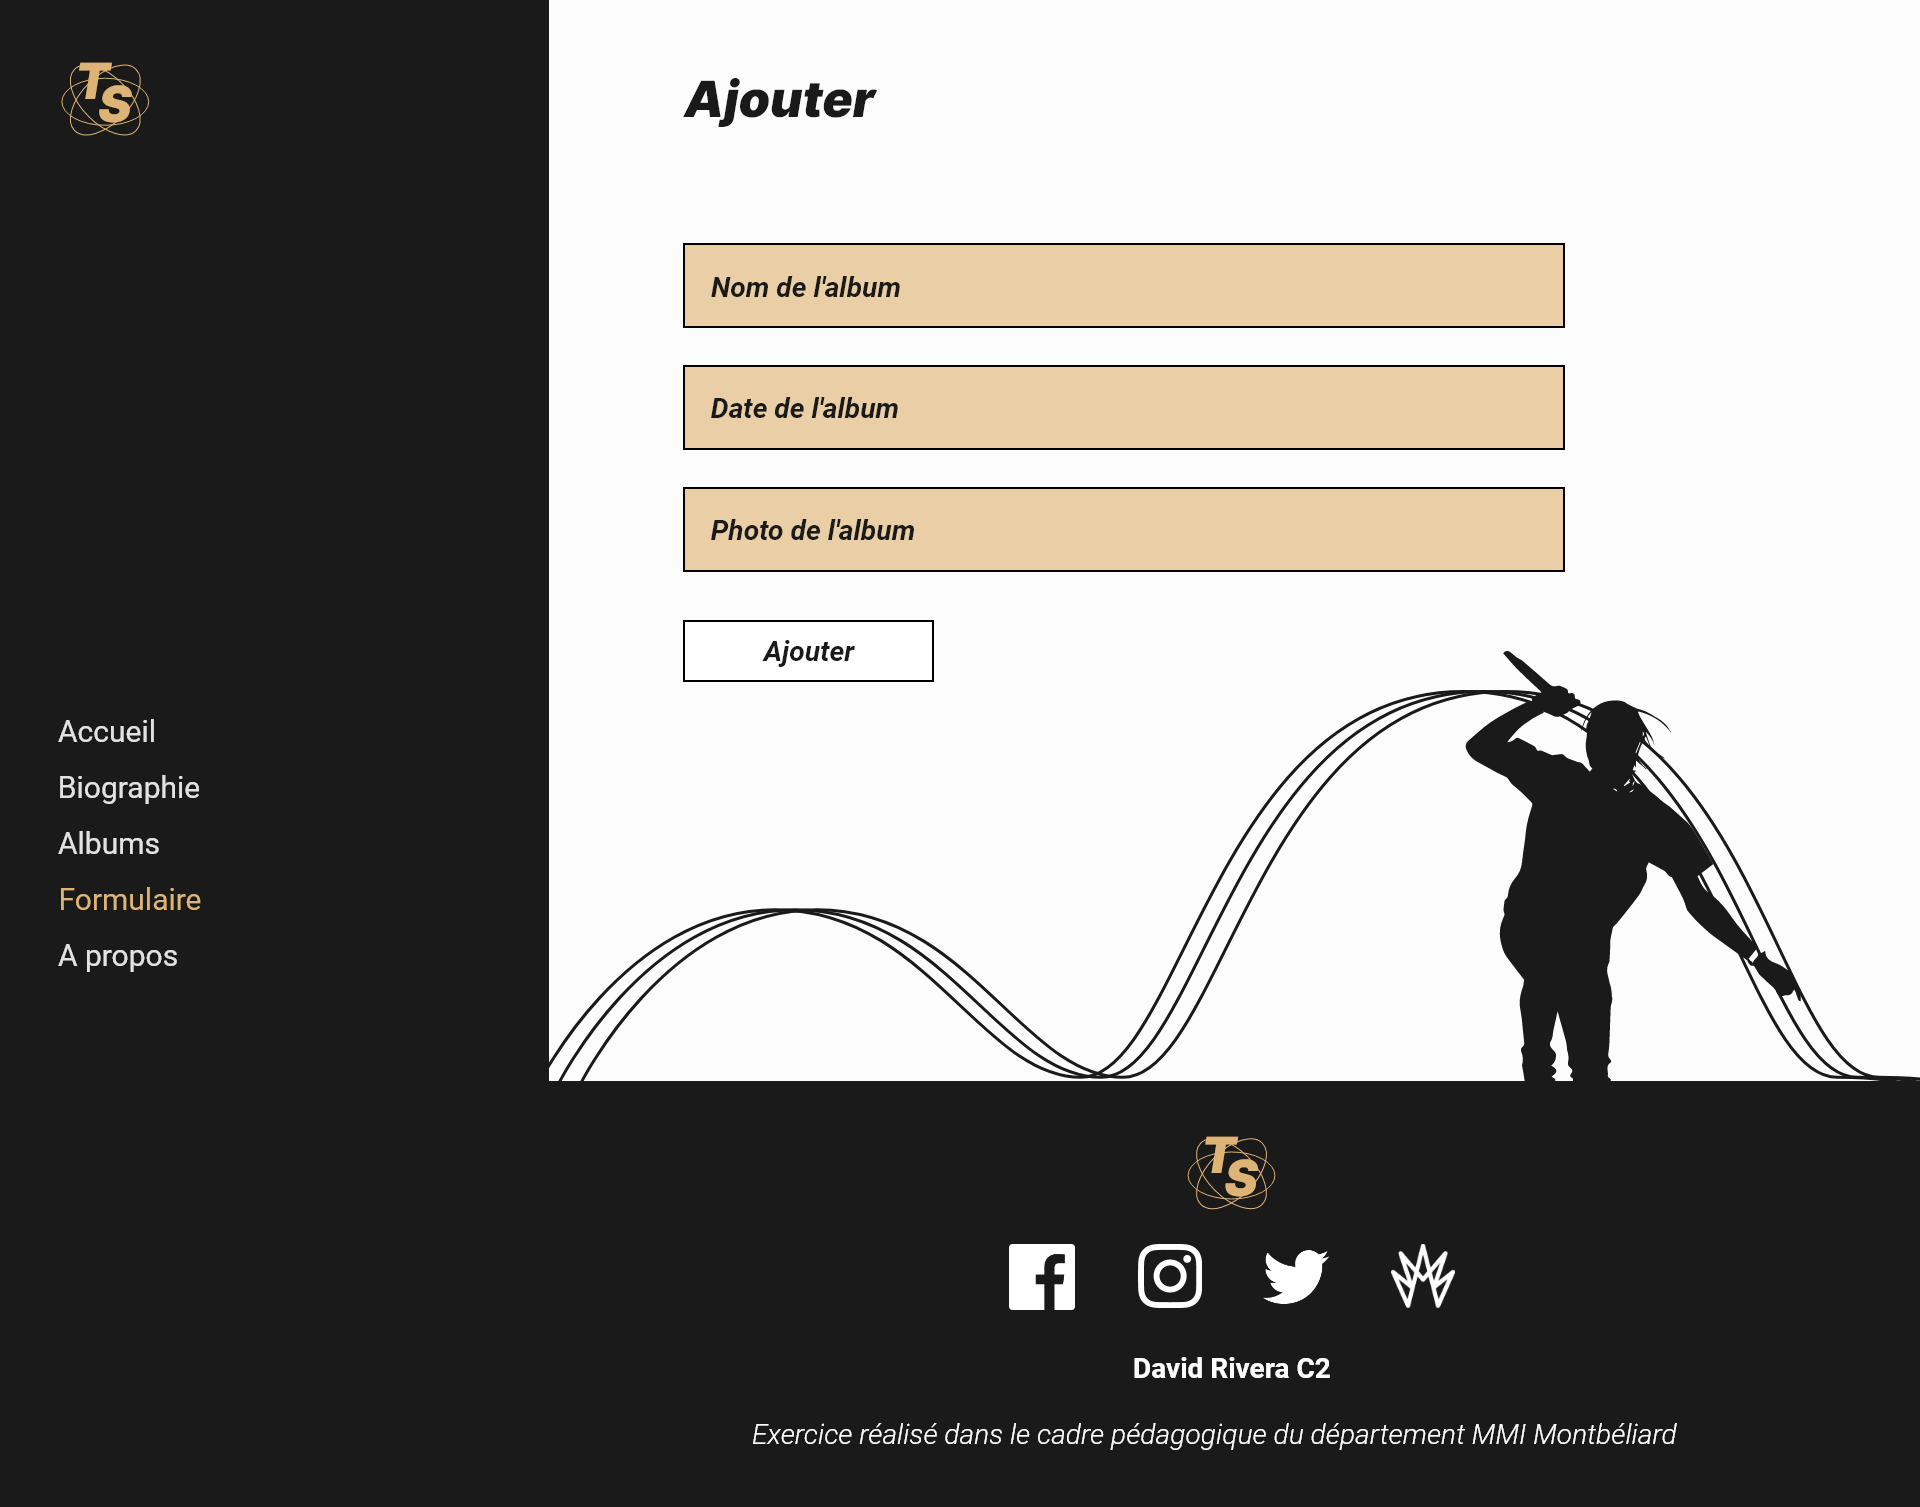 TS
Ajouter
Nom de l'album
Date de l'album
Photo de l'album
Ajouter
Accueil
Biographie
Albums
Formulaire
A propos
TS
David Rivera C2
Exercice réalisé dans le cadre pédagogique du département MMI Montbéliard